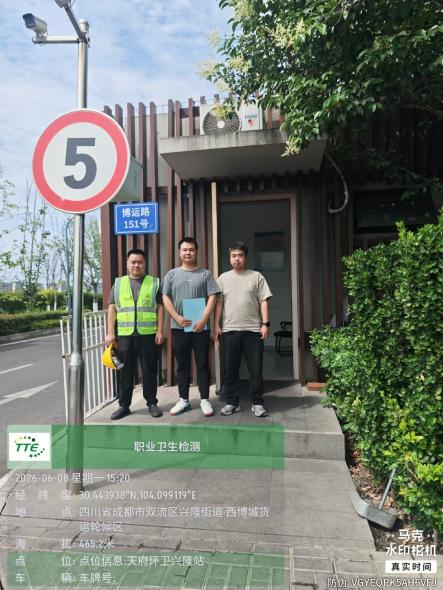 5
博运路
151号
TTE
职业卫生检测
2026-06-08 星期一 15:20
经纬度: 30.443938°N,104.099119°E
地点: 四川省成都市双流区兴隆街道·西博城货
运轮候区
海拔: 465.2米
点位: 点位信息:天府环卫兴隆站
车辆: 车牌号:
马克
水印相机
真实时间
防伪 VGYEQPK5AH6VFJ